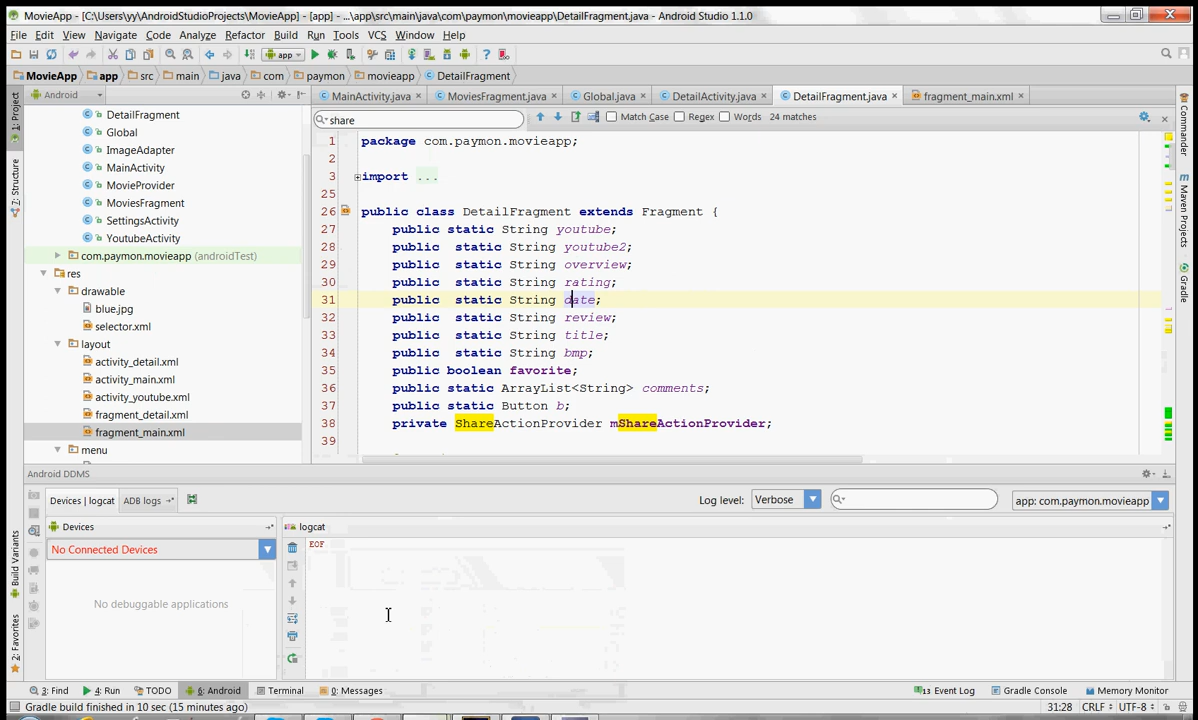 MovieApp - [C:\Users\yy\AndroidStudioProjects\MovieApp] - [app] - ...\app\src\main\java\com\paymon\movieapp\DetailFragment.java - Android Studio 1.1.0
File Edit View Navigate Code Analyze Refactor Build Run Tools VCS Window Help
app
MovieApp app src main java com paymon movieapp DetailFragment
Android
MainActivity.java MoviesFragment.java Global.java DetailActivity.java DetailFragment.java fragment_main.xml
share Match Case Regex Words 24 matches
1: Project
7: Structure
Build Variants
2: Favorites
Commander
Maven Projects
Gradle
DetailFragment
Global
ImageAdapter
MainActivity
MovieProvider
MoviesFragment
SettingsActivity
YoutubeActivity
com.paymon.movieapp (androidTest)
res
drawable
blue.jpg
selector.xml
layout
activity_detail.xml
activity_main.xml
activity_youtube.xml
fragment_detail.xml
fragment_main.xml
menu
1 package com.paymon.movieapp;
2
3 import ...
25
26 public class DetailFragment extends Fragment {
27 public static String youtube;
28 public static String youtube2;
29 public static String overview;
30 public static String rating;
31 public static String date;
32 public static String review;
33 public static String title;
34 public static String bmp;
35 public boolean favorite;
36 public static ArrayList<String> comments;
37 public static Button b;
38 private ShareActionProvider mShareActionProvider;
39
Android DDMS
Devices | logcat ADB logs Log level: Verbose app: com.paymon.movieapp
Devices logcat
No Connected Devices
No debuggable applications
EOF
3: Find 4: Run TODO 6: Android Terminal 0: Messages 13 Event Log Gradle Console Memory Monitor
Gradle build finished in 10 sec (15 minutes ago) 31:28 CRLF UTF-8